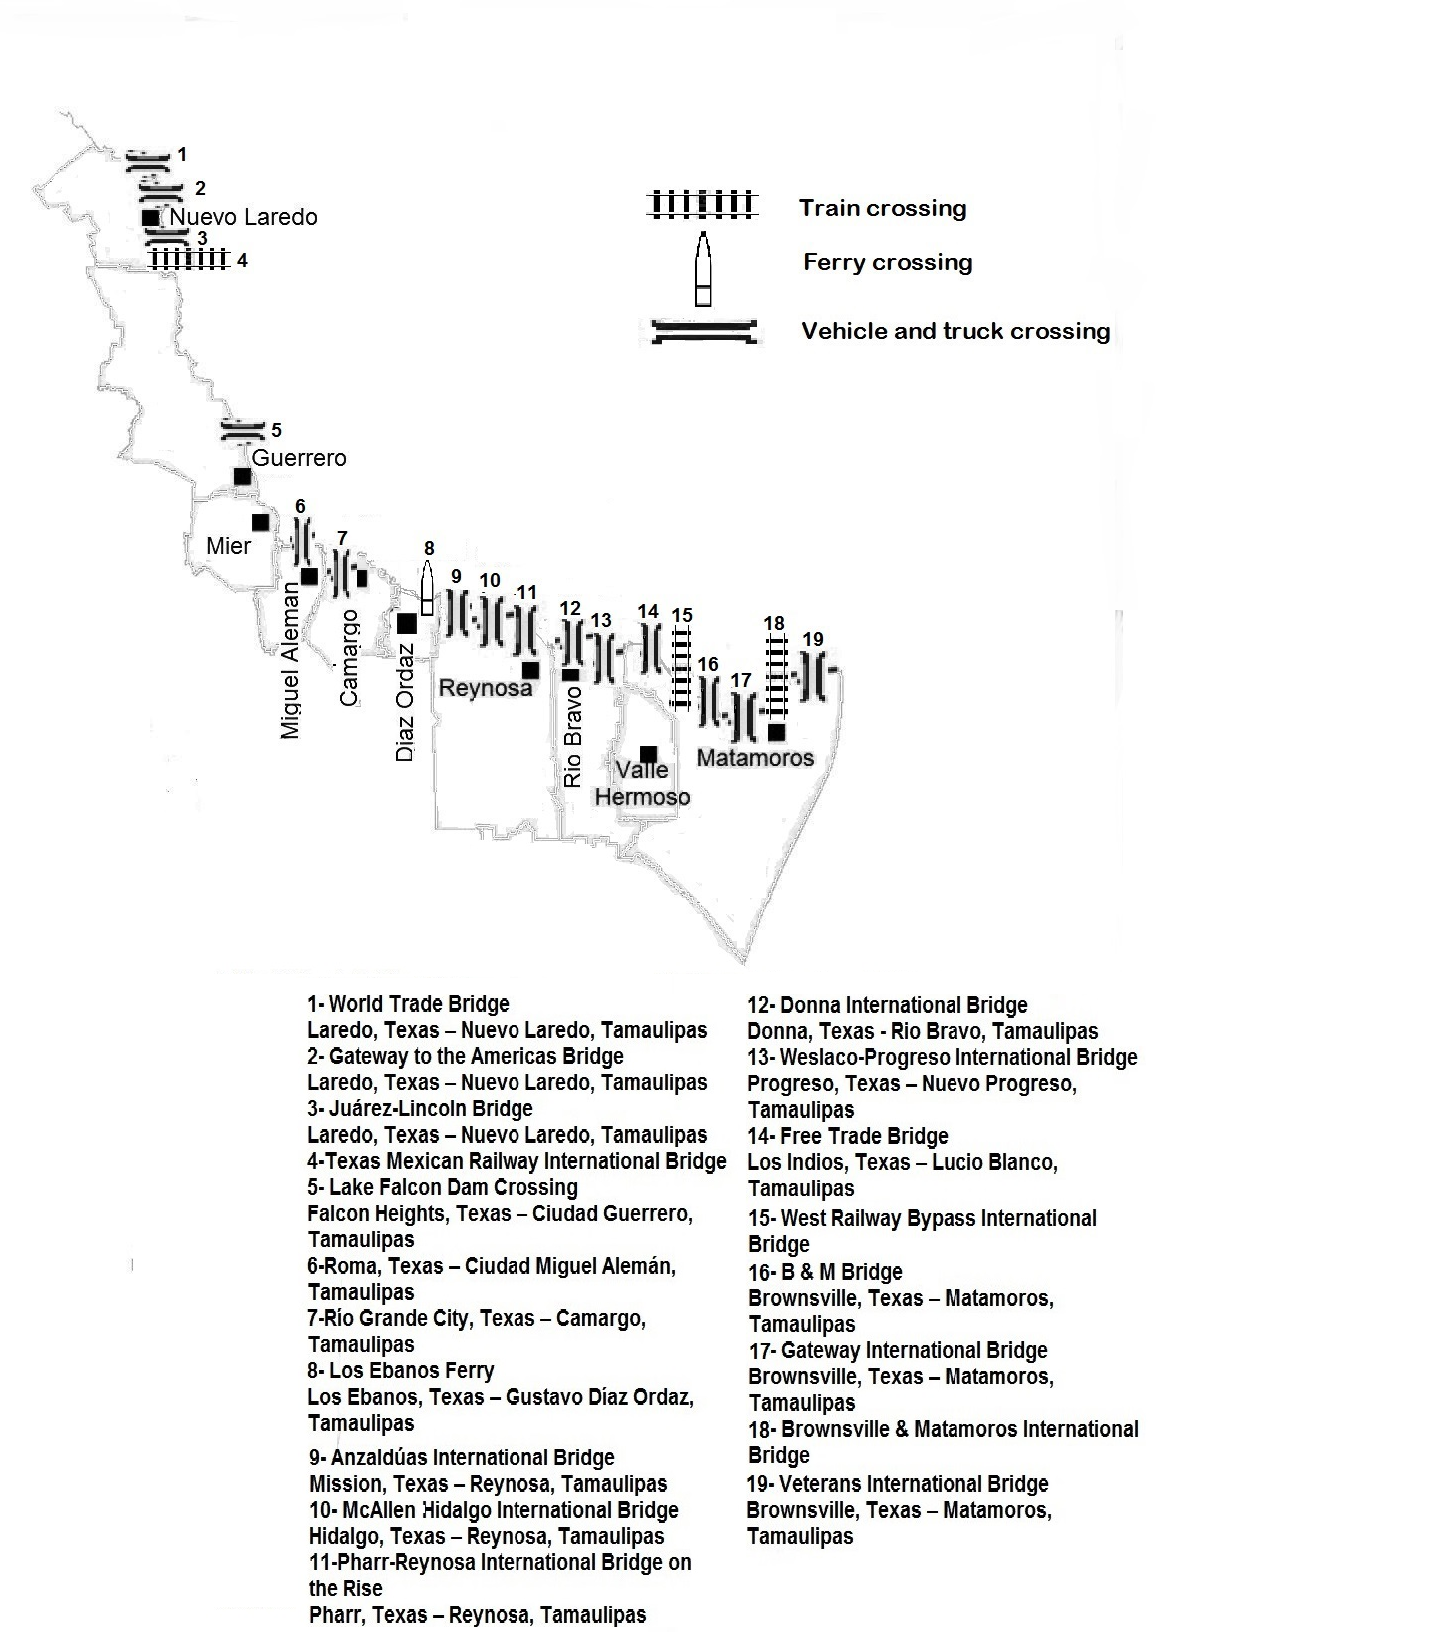 1
2
Nuevo Laredo
3
4
Train crossing
Ferry crossing
Vehicle and truck crossing
5
Guerrero
6
Mier
7
8
9
10
11
12
13
14
15
16
17
18
19
Miguel Aleman
Camargo
Diaz Ordaz
Reynosa
Rio Bravo
Valle
Hermoso
Matamoros
1- World Trade Bridge
Laredo, Texas – Nuevo Laredo, Tamaulipas
2- Gateway to the Americas Bridge
Laredo, Texas – Nuevo Laredo, Tamaulipas
3- Juárez-Lincoln Bridge
Laredo, Texas – Nuevo Laredo, Tamaulipas
4-Texas Mexican Railway International Bridge
5- Lake Falcon Dam Crossing
Falcon Heights, Texas – Ciudad Guerrero,
Tamaulipas
6-Roma, Texas – Ciudad Miguel Alemán,
Tamaulipas
7-Río Grande City, Texas – Camargo,
Tamaulipas
8- Los Ebanos Ferry
Los Ebanos, Texas – Gustavo Díaz Ordaz,
Tamaulipas
9- Anzaldúas International Bridge
Mission, Texas – Reynosa, Tamaulipas
10- McAllen Hidalgo International Bridge
Hidalgo, Texas – Reynosa, Tamaulipas
11-Pharr-Reynosa International Bridge on
the Rise
Pharr, Texas – Reynosa, Tamaulipas
12- Donna International Bridge
Donna, Texas - Rio Bravo, Tamaulipas
13- Weslaco-Progreso International Bridge
Progreso, Texas – Nuevo Progreso,
Tamaulipas
14- Free Trade Bridge
Los Indios, Texas – Lucio Blanco,
Tamaulipas
15- West Railway Bypass International
Bridge
16- B & M Bridge
Brownsville, Texas – Matamoros,
Tamaulipas
17- Gateway International Bridge
Brownsville, Texas – Matamoros,
Tamaulipas
18- Brownsville & Matamoros International
Bridge
19- Veterans International Bridge
Brownsville, Texas – Matamoros,
Tamaulipas